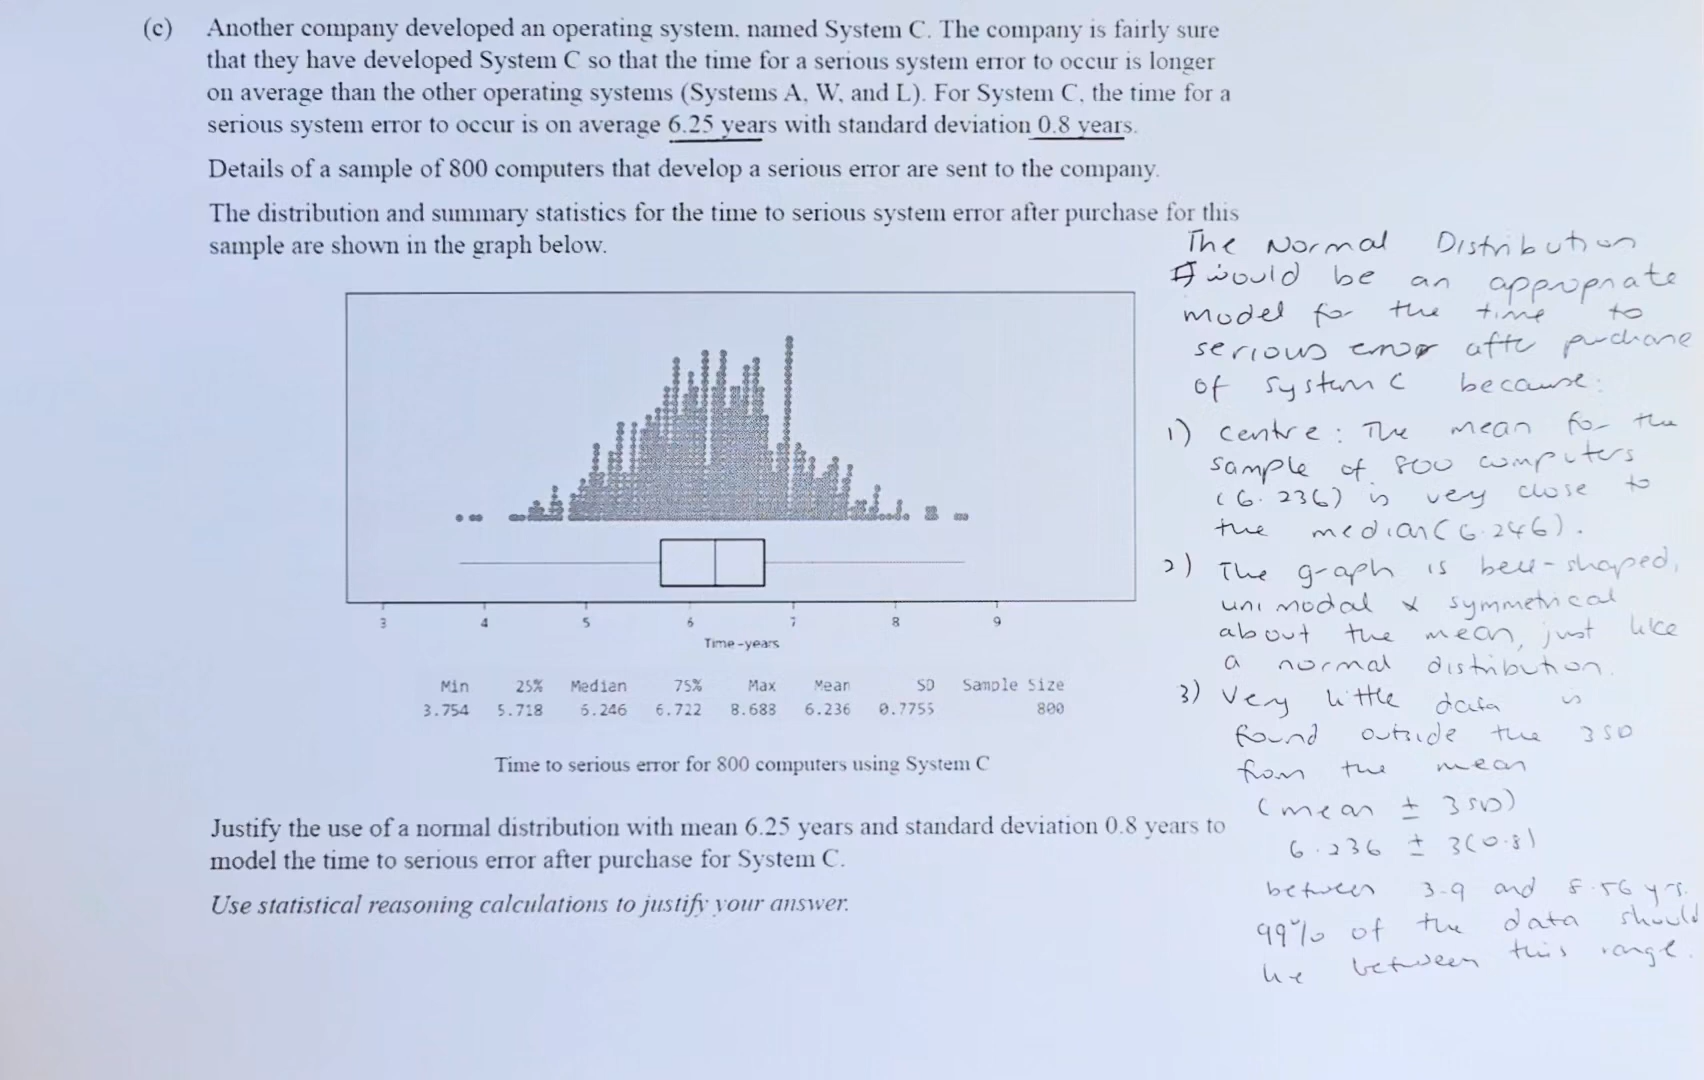 (c) Another company developed an operating system, named System C. The company is fairly sure
that they have developed System C so that the time for a serious system error to occur is longer
on average than the other operating systems (Systems A, W, and L). For System C, the time for a
serious system error to occur is on average 6.25 years with standard deviation 0.8 years.
Details of a sample of 800 computers that develop a serious error are sent to the company.
The distribution and summary statistics for the time to serious system error after purchase for this
sample are shown in the graph below.
3 4 5 6 7 8 9
Time-years
Min 25% Median 75% Max Mean SD Sample Size
3.754 5.718 6.246 6.722 8.683 6.236 0.7755 800
Time to serious error for 800 computers using System C
Justify the use of a normal distribution with mean 6.25 years and standard deviation 0.8 years to
model the time to serious error after purchase for System C.
Use statistical reasoning calculations to justify your answer.
The Normal Distribution
would be an appropriate
model for the time to
serious error after purchase
of System C because:
1) Centre: The mean for the
sample of 800 computers
(6.236) is very close to
the median (6.246).
2) The graph is bell-shaped,
unimodal & symmetrical
about the mean, just like
a normal distribution.
3) Very little data is
found outside the 3SD
from the mean
(mean ± 3SD)
6.236 ± 3(0.8)
between 3.9 and 8.56 yrs.
99% of the data should
lie between this range.